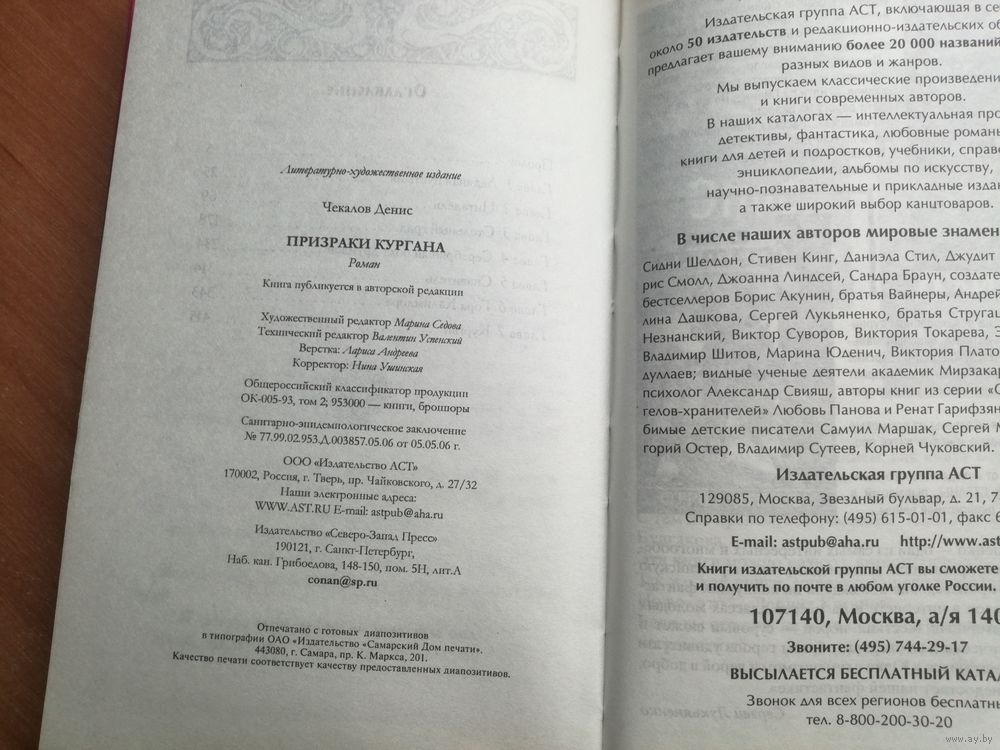 Литературно-художественное издание
Чекалов Денис
ПРИЗРАКИ КУРГАНА
Роман
Книга публикуется в авторской редакции
Художественный редактор Марина Седова
Технический редактор Валентин Успенский
Верстка: Лариса Андреева
Корректор: Нина Ушинская
Общероссийский классификатор продукции
ОК-005-93, том 2; 953000 — книги, брошюры
Санитарно-эпидемиологическое заключение
№ 77.99.02.953.Д.003857.05.06 от 05.05.06 г.
ООО «Издательство АСТ»
170002, Россия, г. Тверь, пр. Чайковского, д. 27/32
Наши электронные адреса:
WWW.AST.RU E-mail: astpub@aha.ru
Издательство «Северо-Запад Пресс»
190121, г. Санкт-Петербург,
Наб. кан. Грибоедова, 148-150, пом. 5Н, лит.А
conan@sp.ru
Отпечатано с готовых диапозитивов
в типографии ОАО «Издательство «Самарский Дом печати».
443080, г. Самара, пр. К. Маркса, 201.
Качество печати соответствует качеству предоставленных диапозитивов.
Издательская группа АСТ, включающая в се
около 50 издательств и редакционно-издательских об
предлагает вашему вниманию более 20 000 названий
разных видов и жанров.
Мы выпускаем классические произведени
и книги современных авторов.
В наших каталогах — интеллектуальная про
детективы, фантастика, любовные романы
книги для детей и подростков, учебники, справо
энциклопедии, альбомы по искусству,
научно-познавательные и прикладные издан
а также широкий выбор канцтоваров.
В числе наших авторов мировые знамен
Сидни Шелдон, Стивен Кинг, Даниэла Стил, Джудит
рис Смолл, Джоанна Линдсей, Сандра Браун, создате
бестселлеров Борис Акунин, братья Вайнеры, Андрей
лина Дашкова, Сергей Лукьяненко, братья Стругац
Незнанский, Виктор Суворов, Виктория Токарева, Э
Владимир Шитов, Марина Юденич, Виктория Плато
дуллаев; видные ученые деятели академик Мирзакар
психолог Александр Свияш, авторы книг из серии «О
гелов-хранителей» Любовь Панова и Ренат Гарифзян
бимые детские писатели Самуил Маршак, Сергей М
горий Остер, Владимир Сутеев, Корней Чуковский.
Издательская группа АСТ
129085, Москва, Звездный бульвар, д. 21, 7-
Справки по телефону: (495) 615-01-01, факс 6
E-mail: astpub@aha.ru http://www.ast
Книги издательской группы АСТ вы сможете
и получить по почте в любом уголке России.
107140, Москва, а/я 140
Звоните: (495) 744-29-17
ВЫСЫЛАЕТСЯ БЕСПЛАТНЫЙ КАТАЛ
Звонок для всех регионов бесплатны
тел. 8-800-200-30-20
www.ay.by